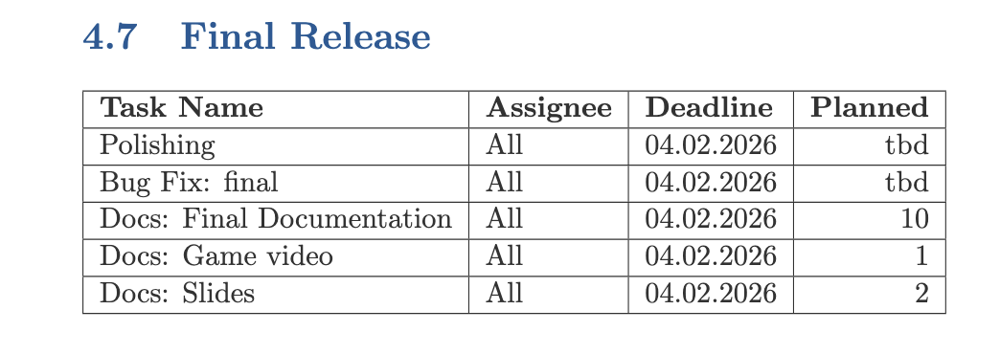 4.7 Final Release
Task Name Assignee Deadline Planned
Polishing All 04.02.2026 tbd
Bug Fix: final All 04.02.2026 tbd
Docs: Final Documentation All 04.02.2026 10
Docs: Game video All 04.02.2026 1
Docs: Slides All 04.02.2026 2